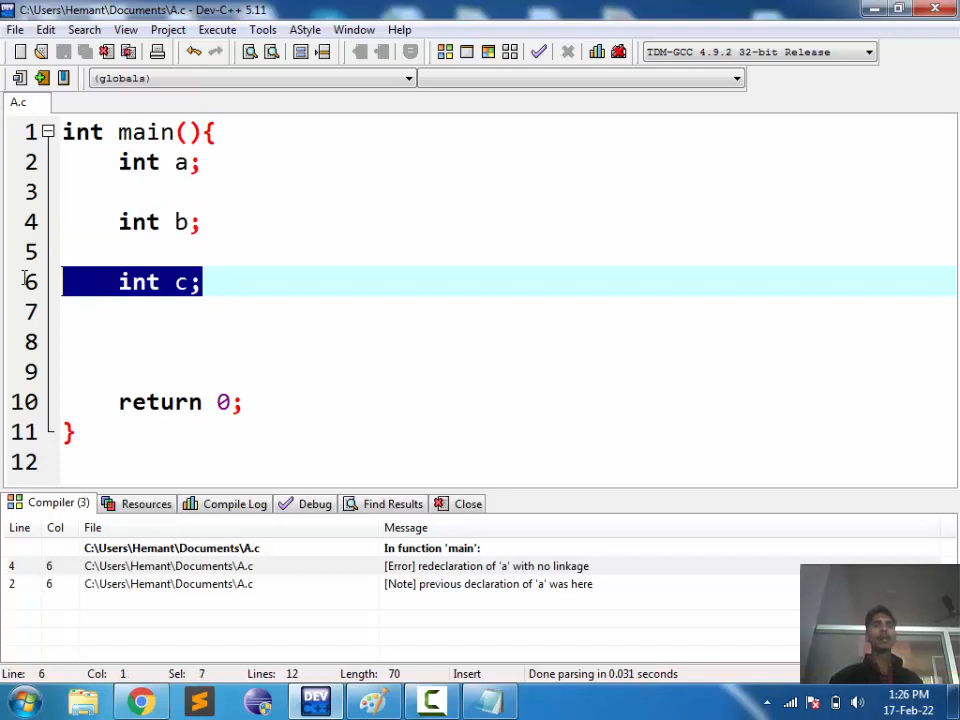 C:\Users\Hemant\Documents\A.c - Dev-C++ 5.11
File Edit Search View Project Execute Tools AStyle Window Help
TDM-GCC 4.9.2 32-bit Release
(globals)
A.c
1 int main(){
2 int a;
3
4 int b;
5
6 int c;
7
8
9
10 return 0;
11 }
12
Compiler (3) Resources Compile Log Debug Find Results Close
Line Col File Message
C:\Users\Hemant\Documents\A.c In function 'main':
4 6 C:\Users\Hemant\Documents\A.c [Error] redeclaration of 'a' with no linkage
2 6 C:\Users\Hemant\Documents\A.c [Note] previous declaration of 'a' was here
Line: 6 Col: 1 Sel: 7 Lines: 12 Length: 70 Insert Done parsing in 0.031 seconds
DEV
C++
C
1:26 PM
17-Feb-22